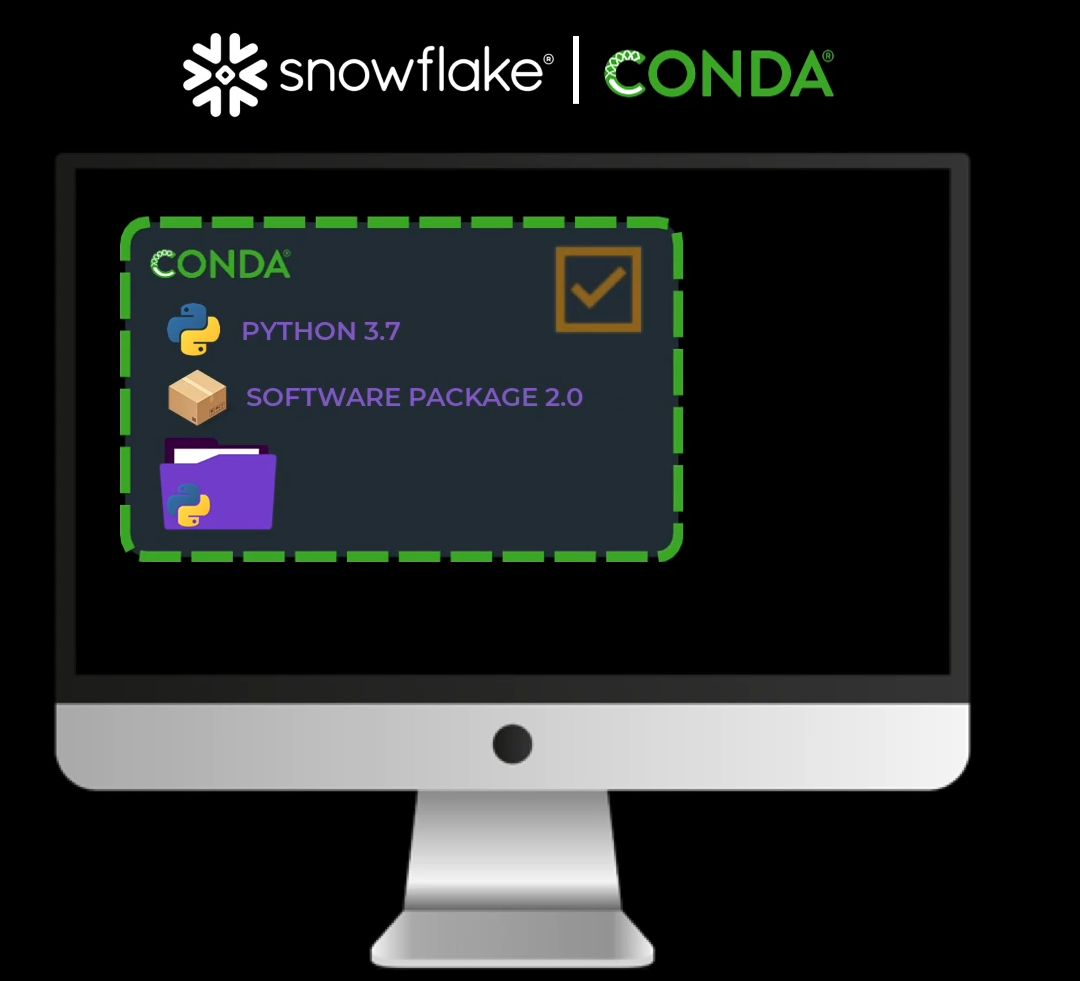 snowflake® | CONDA®
CONDA®
PYTHON 3.7
SOFTWARE PACKAGE 2.0